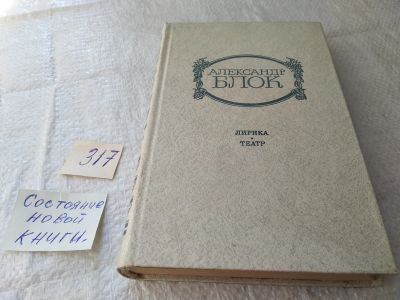 АЛЕКСАНДР
БЛОК
ЛИРИКА
•
ТЕАТР
317
Состояние
новой
книги.